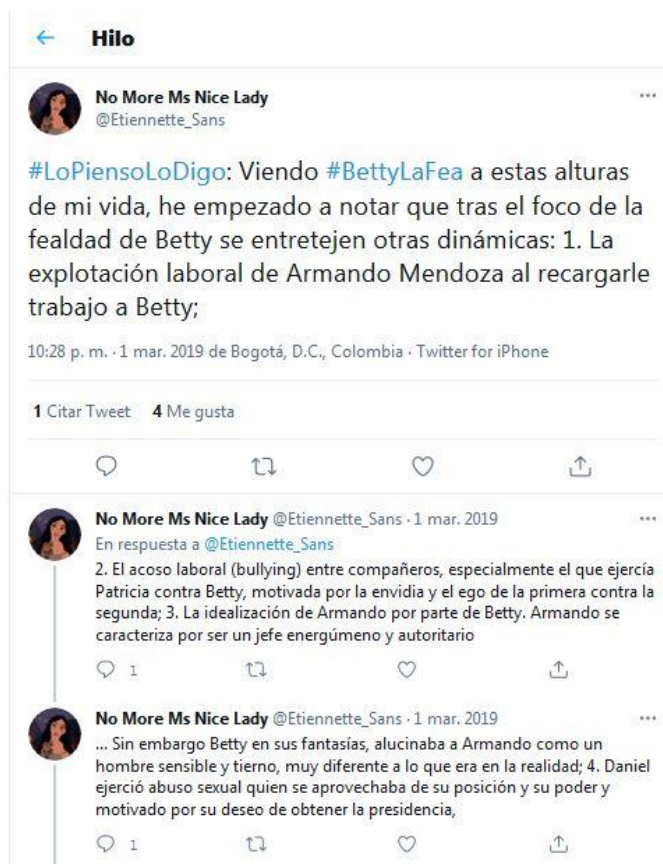 Hilo
No More Ms Nice Lady
@Etiennette_Sans
#LoPiensoLoDigo: Viendo #BettyLaFea a estas alturas
de mi vida, he empezado a notar que tras el foco de la
fealdad de Betty se entretejen otras dinámicas: 1. La
explotación laboral de Armando Mendoza al recargarle
trabajo a Betty;
10:28 p. m. · 1 mar. 2019 de Bogotá, D.C., Colombia · Twitter for iPhone
1 Citar Tweet 4 Me gusta
No More Ms Nice Lady @Etiennette_Sans · 1 mar. 2019
En respuesta a @Etiennette_Sans
2. El acoso laboral (bullying) entre compañeros, especialmente el que ejercía
Patricia contra Betty, motivada por la envidia y el ego de la primera contra la
segunda; 3. La idealización de Armando por parte de Betty. Armando se
caracteriza por ser un jefe energúmeno y autoritario
1
No More Ms Nice Lady @Etiennette_Sans · 1 mar. 2019
... Sin embargo Betty en sus fantasías, alucinaba a Armando como un
hombre sensible y tierno, muy diferente a lo que era en la realidad; 4. Daniel
ejerció abuso sexual quien se aprovechaba de su posición y su poder y
motivado por su deseo de obtener la presidencia,
1